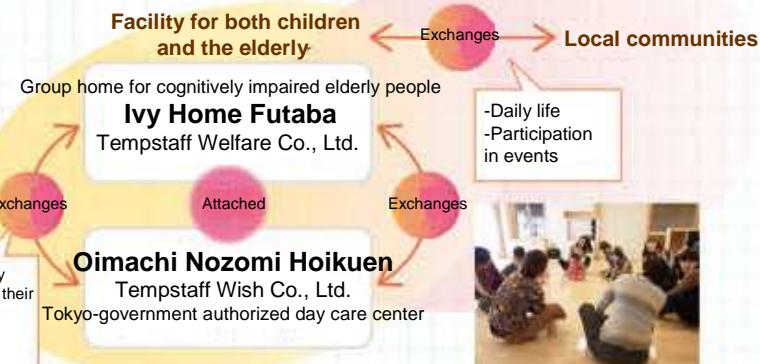 Facility for both children
and the elderly
Exchanges
Local communities
Group home for cognitively impaired elderly people
Ivy Home Futaba
Tempstaff Welfare Co., Ltd.
-Daily life
-Participation
in events
xchanges
Attached
Exchanges
Oimachi Nozomi Hoikuen
Tempstaff Wish Co., Ltd.
Tokyo-government authorized day care center
y
their